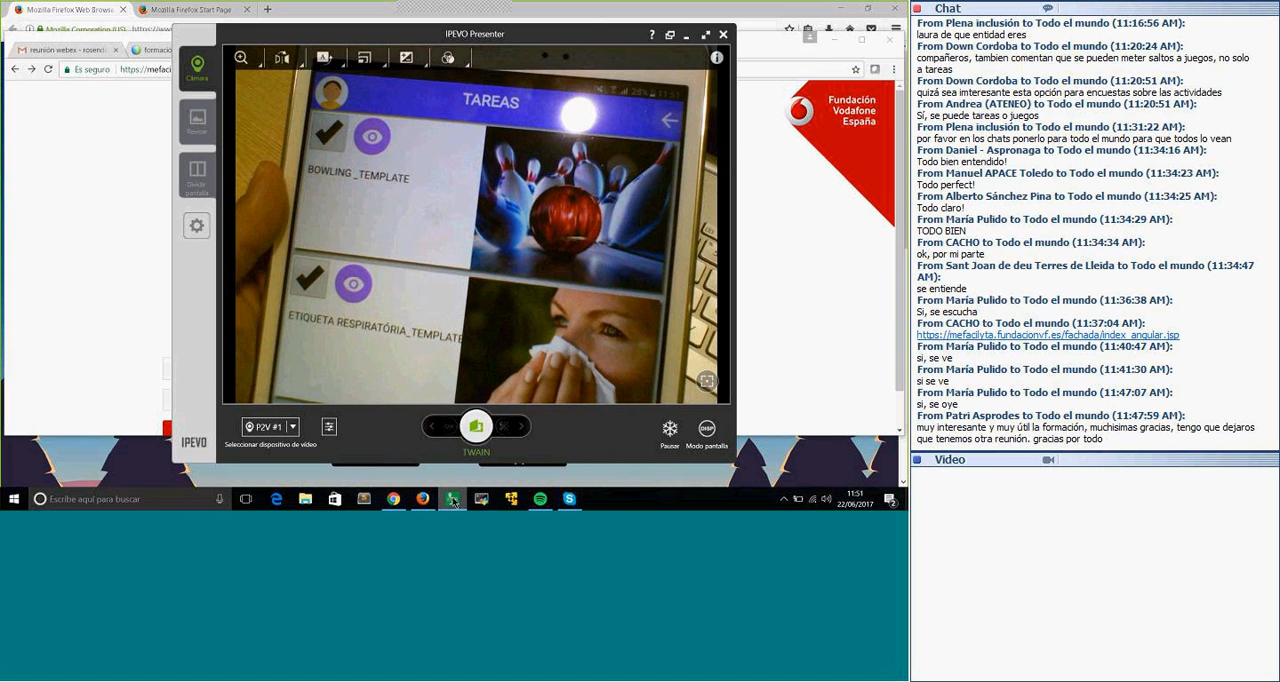 Mozilla Firefox Web Brows
Mozilla Firefox Start Page
Mozilla Corporation (US)
https://www
reunión webex - rosend
formacio
Es seguro
https://mefaci
IPEVO Presenter
Cámara
Revisar
Dividir
pantalla
28% 11:51
TAREAS
BOWLING_TEMPLATE
ETIQUETA RESPIRATÓRIA_TEMPLATE
Fundación
Vodafone
España
P2V #1
Seleccionar dispositivo de vídeo
TWAIN
Pausar
DISP
Modo pantalla
IPEVO
Escribe aquí para buscar
11:51
22/06/2017
2
Chat
From Plena inclusión to Todo el mundo (11:16:56 AM):
laura de que entidad eres
From Down Cordoba to Todo el mundo (11:20:24 AM):
compañeros, tambien comentan que se pueden meter saltos a juegos, no solo
a tareas
From Down Cordoba to Todo el mundo (11:20:51 AM):
quizá sea interesante esta opción para encuestas sobre las actividades
From Andrea (ATENEO) to Todo el mundo (11:20:51 AM):
Sí, se puede tareas o juegos
From Plena inclusión to Todo el mundo (11:31:22 AM):
por favor en los chats ponerlo para todo el mundo para que todos lo vean
From Daniel - Aspronaga to Todo el mundo (11:34:16 AM):
Todo bien entendido!
From Manuel APACE Toledo to Todo el mundo (11:34:23 AM):
Todo perfect!
From Alberto Sánchez Pina to Todo el mundo (11:34:25 AM):
Todo claro!
From María Pulido to Todo el mundo (11:34:29 AM):
TODO BIEN
From CACHO to Todo el mundo (11:34:34 AM):
ok, por mi parte
From Sant Joan de deu Terres de Lleida to Todo el mundo (11:34:47
AM):
se entiende
From María Pulido to Todo el mundo (11:36:38 AM):
Si, se escucha
From CACHO to Todo el mundo (11:37:04 AM):
https://mefacilyta.fundacionvf.es/fachada/index_angular.jsp
From María Pulido to Todo el mundo (11:40:47 AM):
si, se ve
From María Pulido to Todo el mundo (11:41:30 AM):
si se ve
From María Pulido to Todo el mundo (11:47:07 AM):
si, se oye
From Patri Asprodes to Todo el mundo (11:47:59 AM):
muy interesante y muy útil la formación, muchisimas gracias, tengo que dejaros
que tenemos otra reunión. gracias por todo
Video